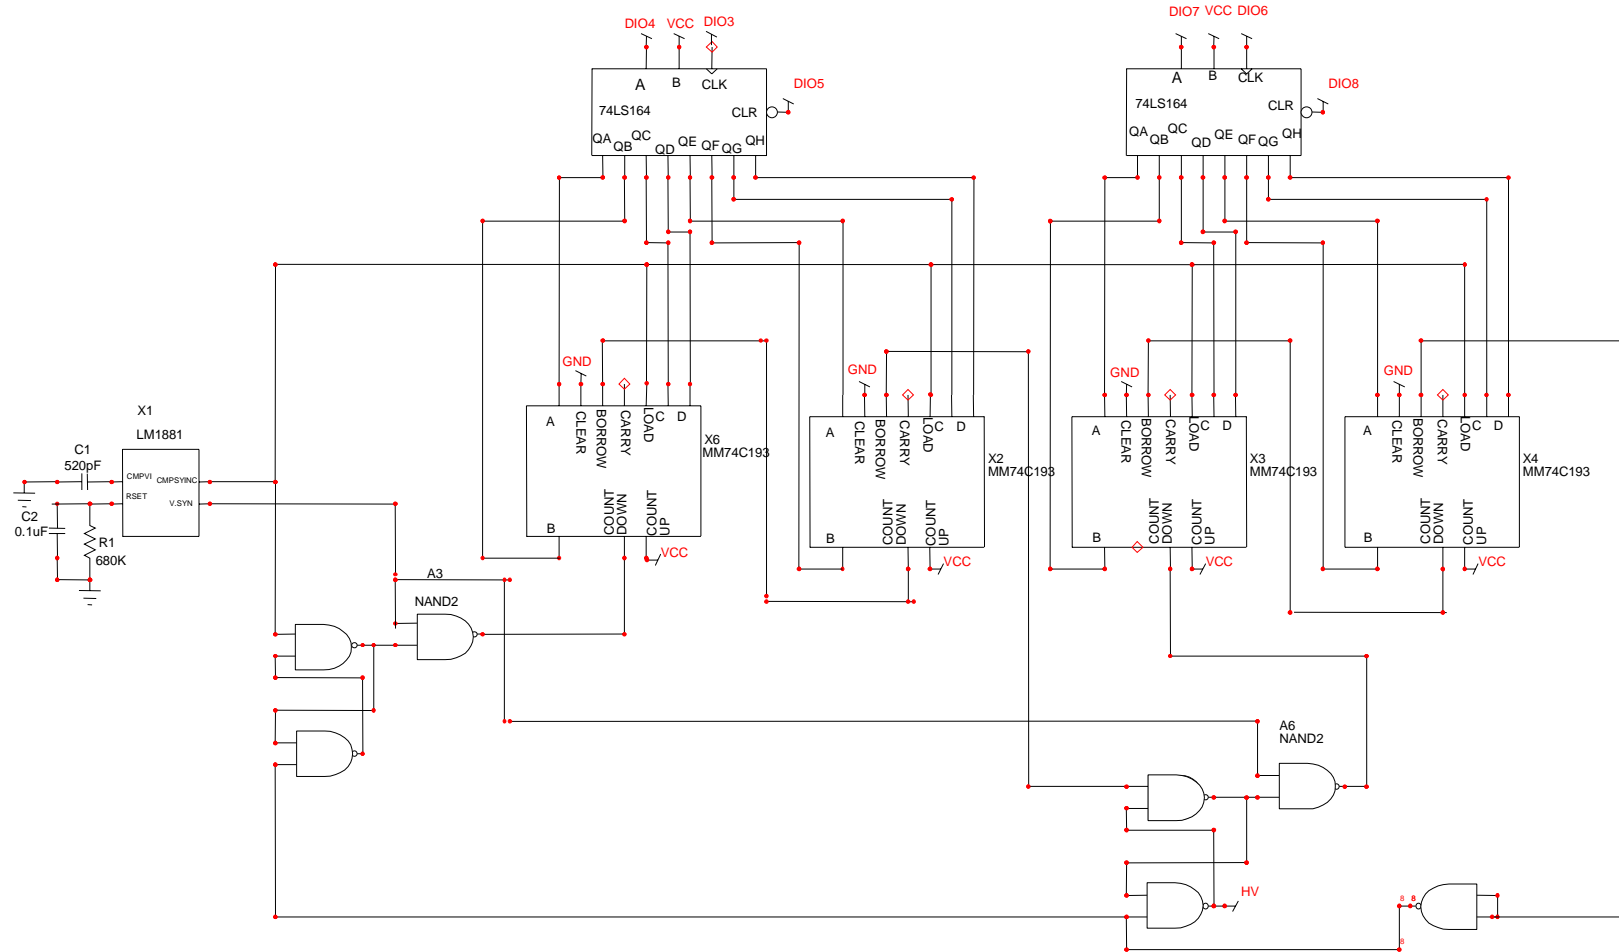 DIO4 VCC DIO3
DIO7 VCC DIO6
A B CLK
A B CLK
DIO5
DIO8
74LS164
74LS164
CLR
CLR
QA QB QC QD QE QF QG QH
QA QB QC QD QE QF QG QH
GND
GND
GND
GND
X1
LM1881
C1
520pF
CMPVI
CMPSYINC
RSET
V.SYN
C2
0.1uF
R1
680K
A CLEAR BORROW CARRY LOAD C D
X6
MM74C193
B COUNT DOWN COUNT UP
VCC
A CLEAR BORROW CARRY LOAD C D
X2
MM74C193
B COUNT DOWN COUNT UP
VCC
A CLEAR BORROW CARRY LOAD C D
X3
MM74C193
B COUNT DOWN COUNT UP
VCC
A CLEAR BORROW CARRY LOAD C D
X4
MM74C193
B COUNT DOWN COUNT UP
VCC
A3
NAND2
A6
NAND2
HV
8 8
8